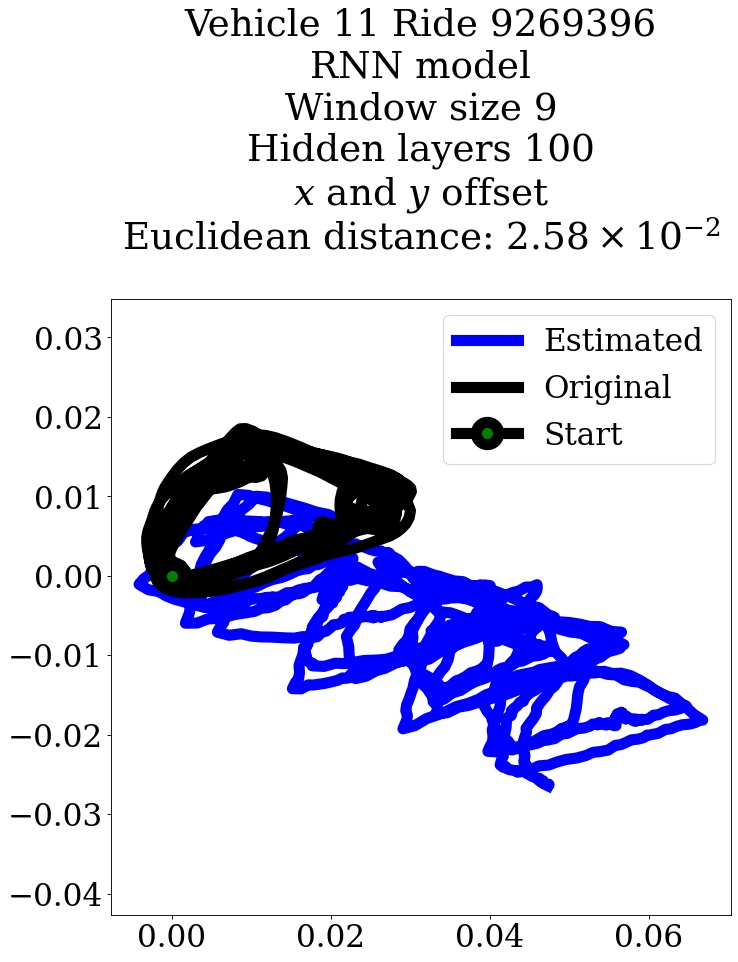 Vehicle 11 Ride 9269396
RNN model
Window size 9
Hidden layers 100
x and y offset
Euclidean distance: 2.58 × 10⁻²
Estimated
Original
Start
0.03
0.02
0.01
0.00
−0.01
−0.02
−0.03
−0.04
0.00 0.02 0.04 0.06